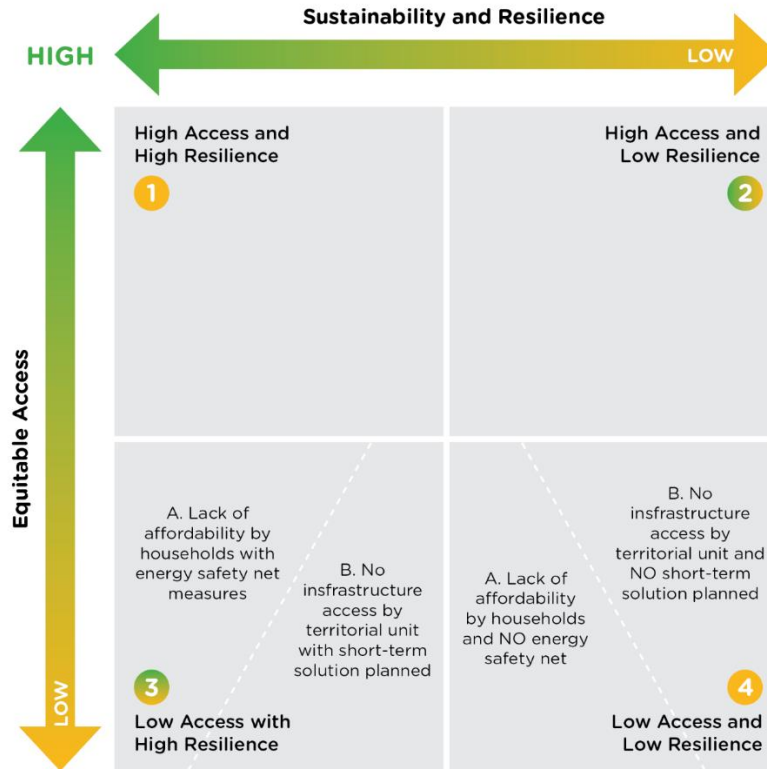 Sustainability and Resilience
HIGH
LOW
Equitable Access
LOW
High Access and
High Resilience
1
High Access and
Low Resilience
2
A. Lack of
affordability by
households with
energy safety net
measures
B. No
insfrastructure
access by
territorial unit
with short-term
solution planned
3
Low Access with
High Resilience
A. Lack of
affordability
by households
and NO energy
safety net
B. No
insfrastructure
access by
territorial unit and
NO short-term
solution planned
4
Low Access and
Low Resilience